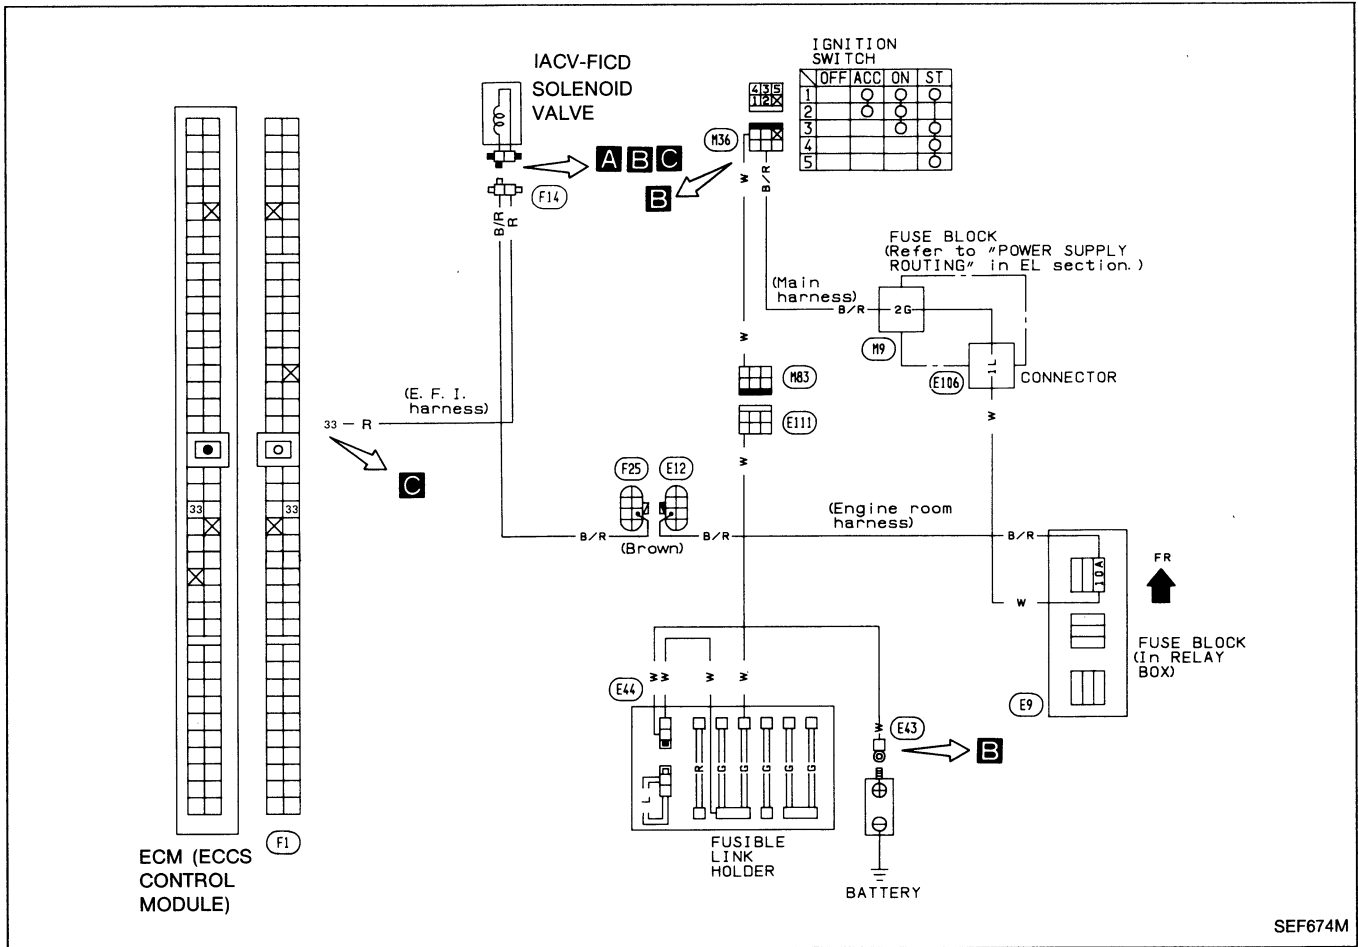 IACV-FICD
SOLENOID
VALVE
IGNITION
SWITCH
OFF ACC ON ST
1
2
3
4
5
4 3 5
1 2
M36
A B C
B
F14
W
B/R
B/R
R
FUSE BLOCK
(Refer to "POWER SUPPLY
ROUTING" in EL section.)
(Main
harness)
B/R
2G
M9
1L
E106
CONNECTOR
W
W
M83
E111
W
(E. F. I.
harness)
33 R
C
F25
E12
(Engine room
harness)
B/R
(Brown)
B/R
B/R
33
33
10A
FR
W
FUSE BLOCK
(In RELAY
BOX)
E9
W W W W
E44
W
E43
B
R G G G G G
L
FUSIBLE
LINK
HOLDER
BATTERY
F1
ECM (ECCS
CONTROL
MODULE)
SEF674M